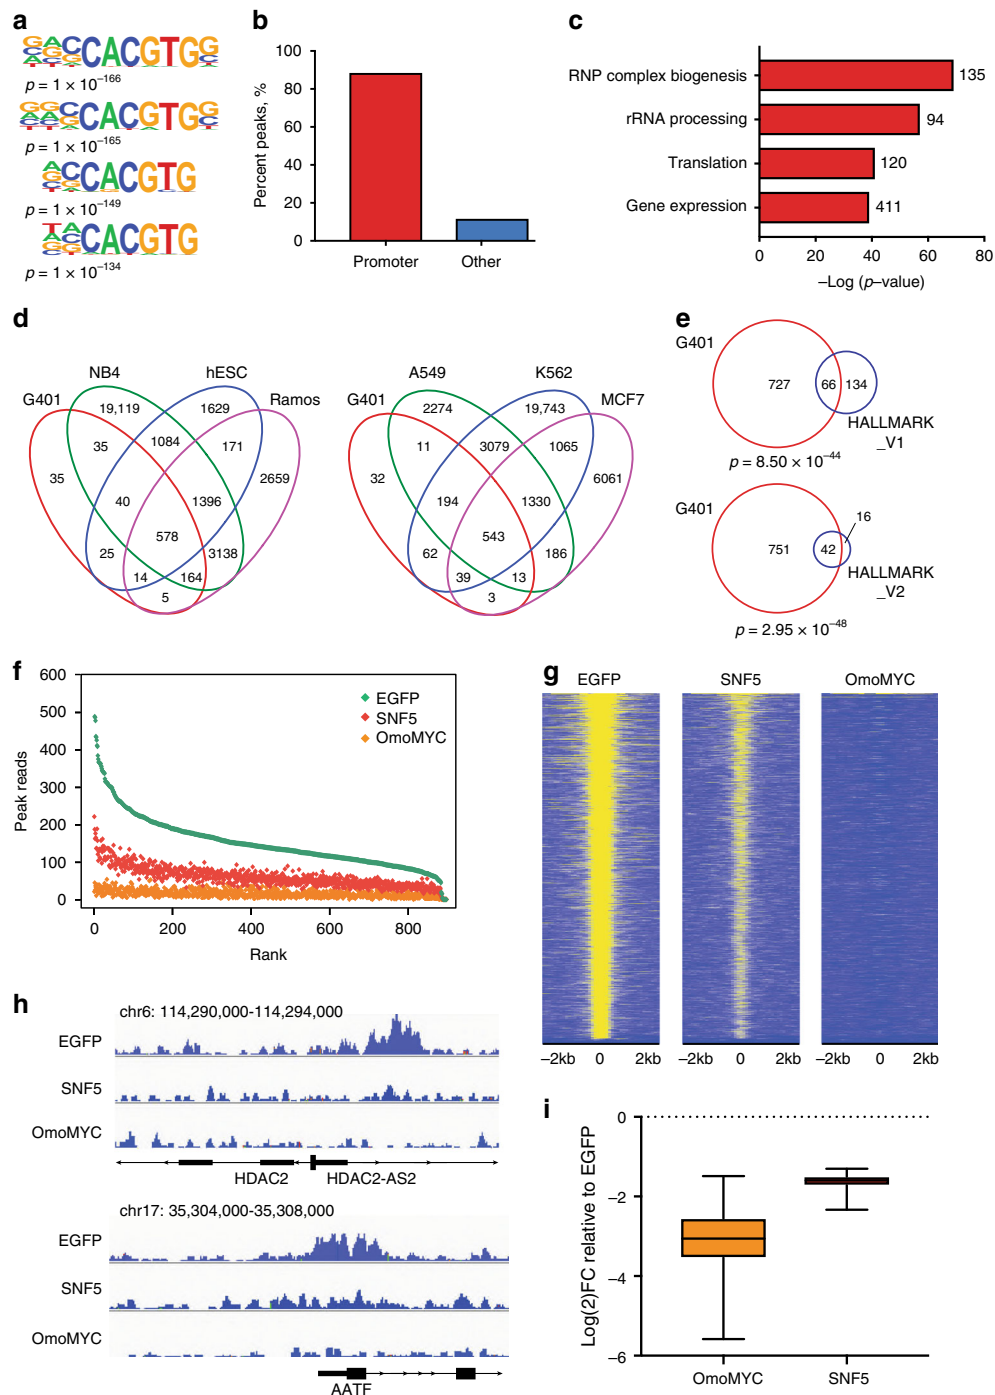 a
CACGTGG
p = 1 × 10−166
CACGTGG
p = 1 × 10−165
CACGTG
p = 1 × 10−149
CACGTG
p = 1 × 10−134
b
Percent peaks, %
100
80
60
40
20
0
Promoter
Other
c
RNP complex biogenesis
135
rRNA processing
94
Translation
120
Gene expression
411
0 20 40 60 80
–Log (p–value)
d
NB4
hESC
G401
Ramos
19,119
1629
35
1084
171
35
2659
40
1396
578
25
3138
14
164
5
A549
K562
G401
MCF7
2274
19,743
11
3079
1065
32
6061
194
1330
543
62
186
39
13
3
e
G401
727
66
134
HALLMARK
_V1
p = 8.50 × 10−44
G401
16
751
42
HALLMARK
_V2
p = 2.95 × 10−48
f
Peak reads
600
500
400
300
200
100
0
EGFP
SNF5
OmoMYC
0 200 400 600 800
Rank
g
EGFP
SNF5
OmoMYC
−2kb 0 2kb
−2kb 0 2kb
−2kb 0 2kb
h
chr6: 114,290,000-114,294,000
EGFP
SNF5
OmoMYC
HDAC2
HDAC2-AS2
chr17: 35,304,000-35,308,000
EGFP
SNF5
OmoMYC
AATF
i
Log(2)FC relative to EGFP
0
−2
−4
−6
OmoMYC
SNF5